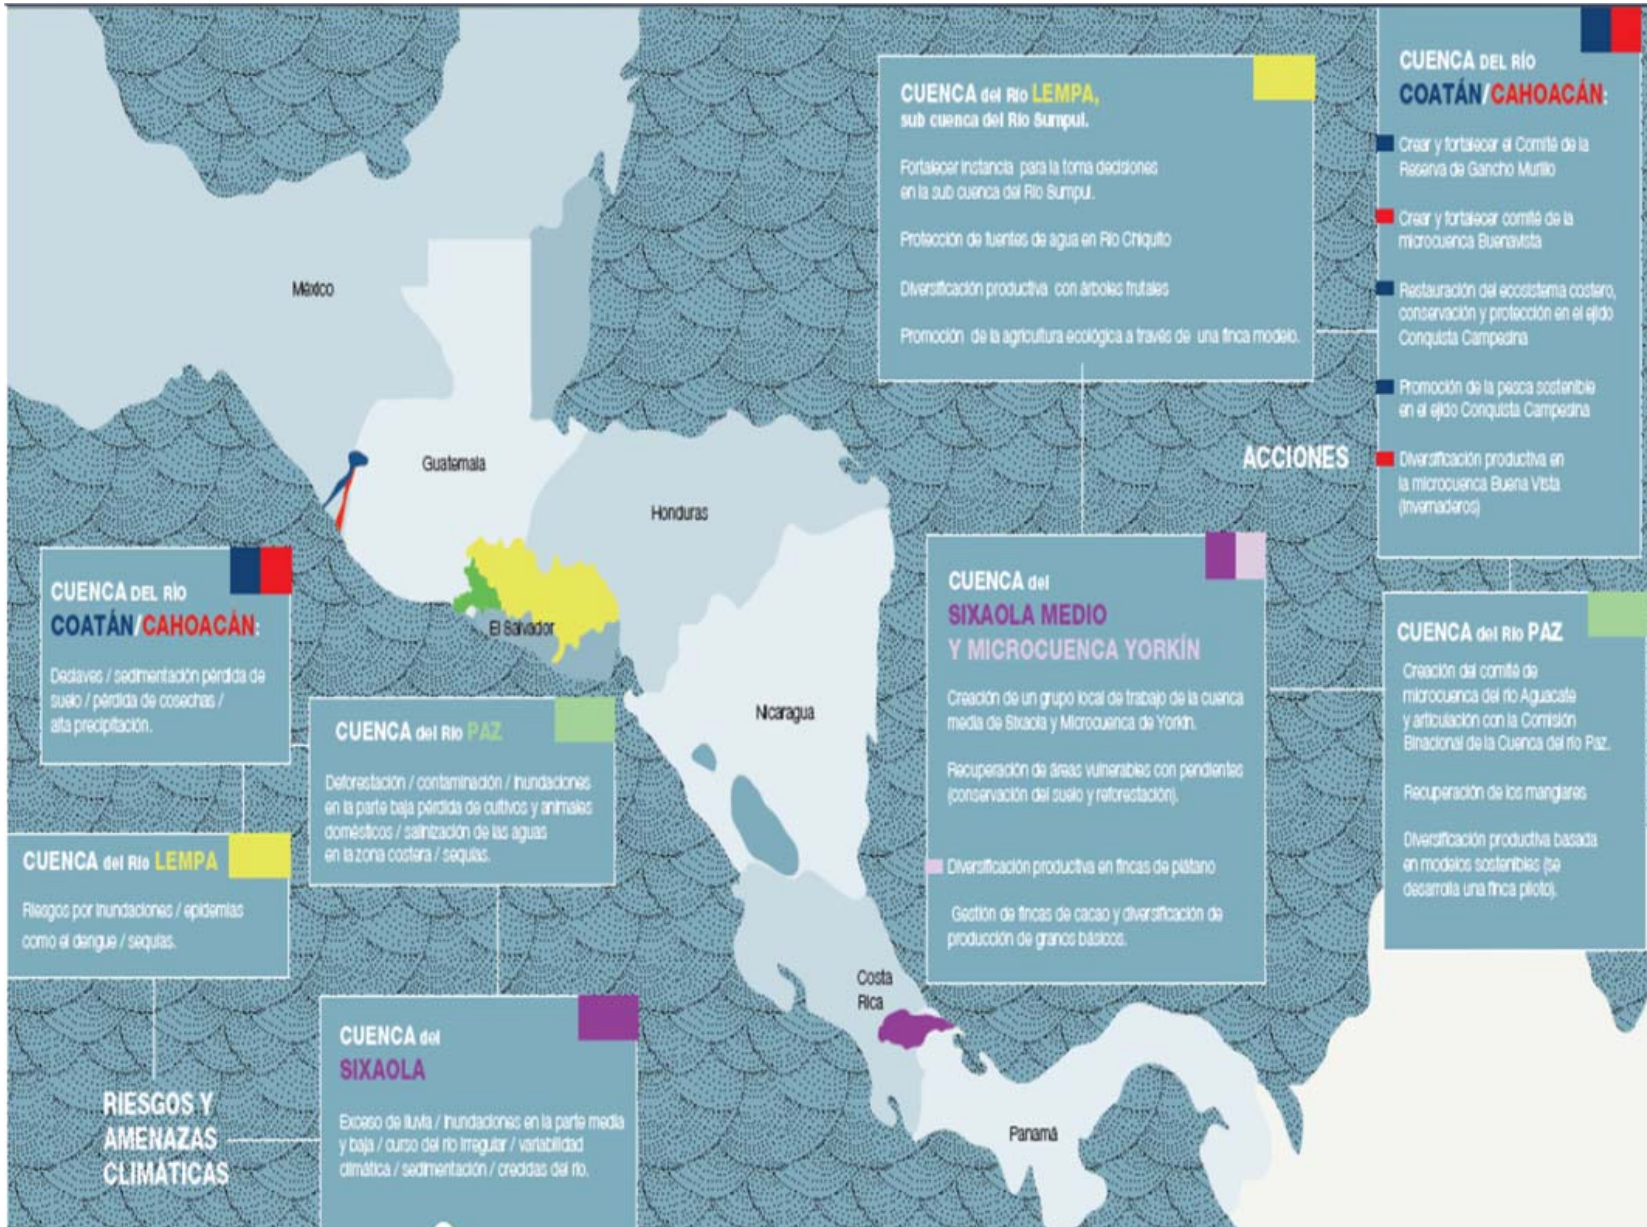 CUENCA del Río LEMPA,
sub cuenca del Río Sumpul.
Fortalecer instancia para la toma decisiones
en la sub cuenca del Río Sumpul.
Protección de fuentes de agua en Río Chiquito
Diversificación productiva con árboles frutales
Promoción de la agricultura ecológica a través de una finca modelo.
CUENCA DEL RÍO
COATÁN/CAHOACÁN:
Crear y fortalecer el Comité de la
Reserva de Gancho Murillo
Crear y fortalecer comité de la
microcuenca Buenavista
Restauración del ecosistema costero,
conservación y protección en el ejido
Conquista Campesina
Promoción de la pesca sostenible
en el ejido Conquista Campesina
Diversificación productiva en
la microcuenca Buena Vista
(Invernaderos)
ACCIONES
México
Guatemala
Honduras
El Salvador
Nicaragua
Costa
Rica
Panamá
CUENCA DEL RÍO
COATÁN/CAHOACÁN:
Deslaves / sedimentación pérdida de
suelo / pérdida de cosechas /
alta precipitación.
CUENCA del Río PAZ
Deforestación / contaminación / inundaciones
en la parte baja pérdida de cultivos y animales
domésticos / salinización de las aguas
en la zona costera / sequías.
CUENCA del Río LEMPA
Riesgos por inundaciones / epidemias
como el dengue / sequías.
CUENCA del
SIXAOLA
Exceso de lluvia / inundaciones en la parte media
y baja / curso del río irregular / variabilidad
climática / sedimentación / crecidas del río.
RIESGOS Y
AMENAZAS
CLIMÁTICAS
CUENCA del
SIXAOLA MEDIO
Y MICROCUENCA YORKÍN
Creación de un grupo local de trabajo de la cuenca
media de Sixaola y Microcuenca de Yorkín.
Recuperación de áreas vulnerables con pendientes
(conservación del suelo y reforestación).
Diversificación productiva en fincas de plátano
Gestión de fincas de cacao y diversificación de
producción de granos básicos.
CUENCA del Río PAZ
Creación del comité de
microcuenca del río Aguacate
y articulación con la Comisión
Binacional de la Cuenca del río Paz.
Recuperación de los manglares
Diversificación productiva basada
en modelos sostenibles (se
desarrolla una finca piloto).